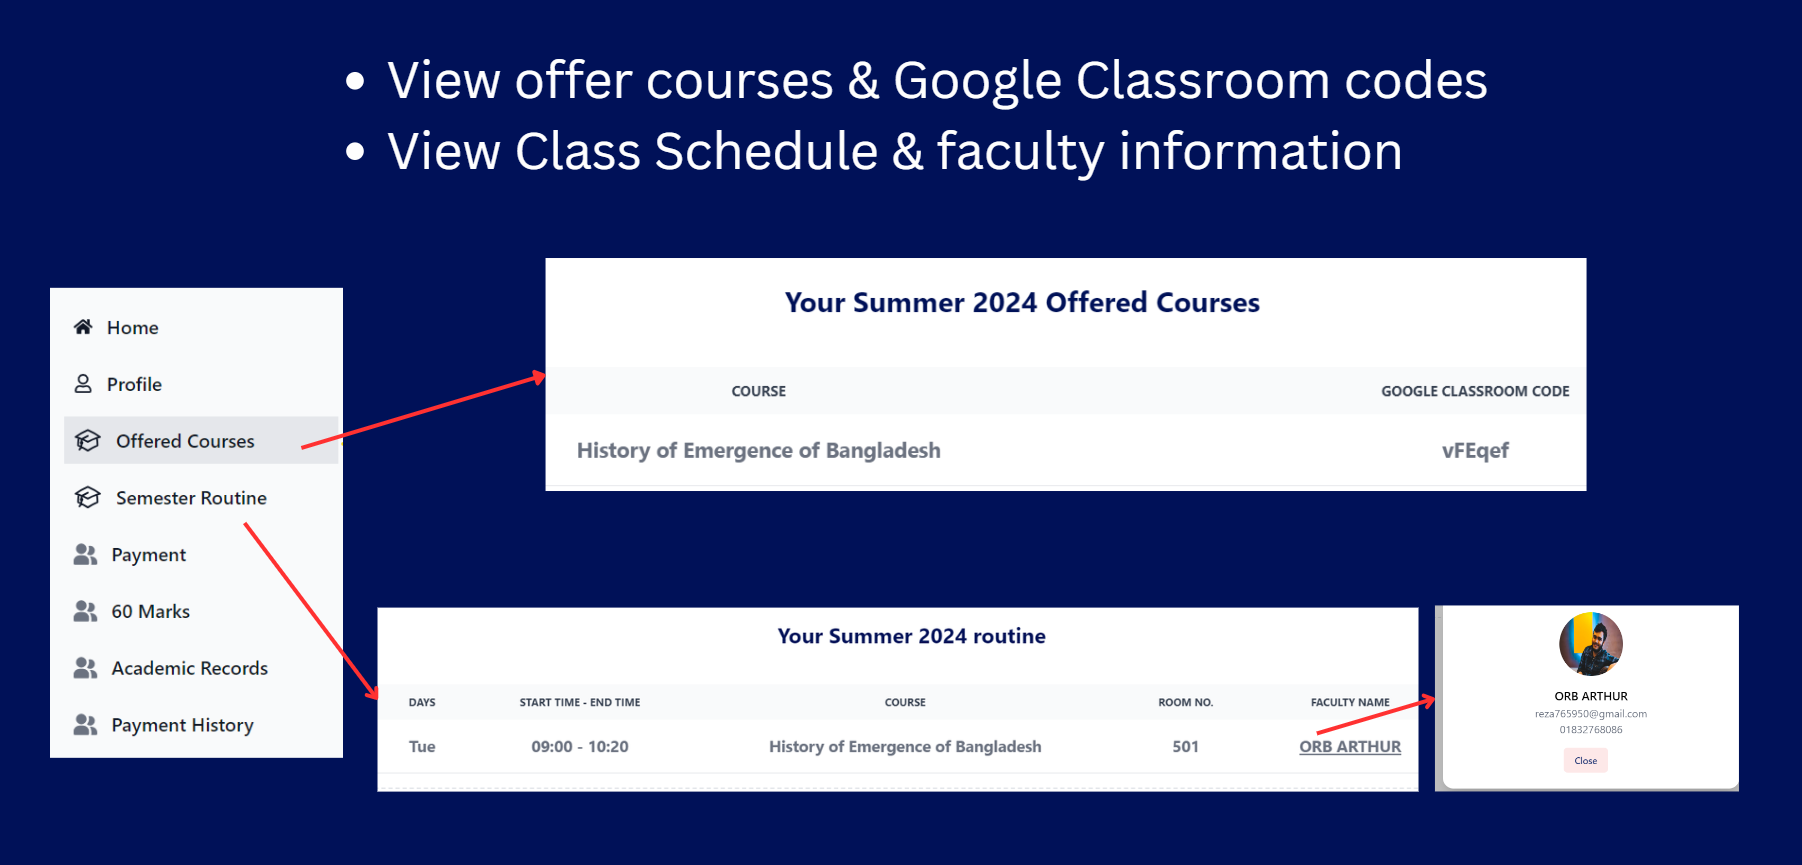 • View offer courses & Google Classroom codes
• View Class Schedule & faculty information
Home
Profile
Offered Courses
Semester Routine
Payment
60 Marks
Academic Records
Payment History
Your Summer 2024 Offered Courses
COURSE GOOGLE CLASSROOM CODE
History of Emergence of Bangladesh vFEqef
Your Summer 2024 routine
DAYS START TIME - END TIME COURSE ROOM NO. FACULTY NAME
Tue 09:00 - 10:20 History of Emergence of Bangladesh 501 ORB ARTHUR
ORB ARTHUR
reza765950@gmail.com
01832768086
Close